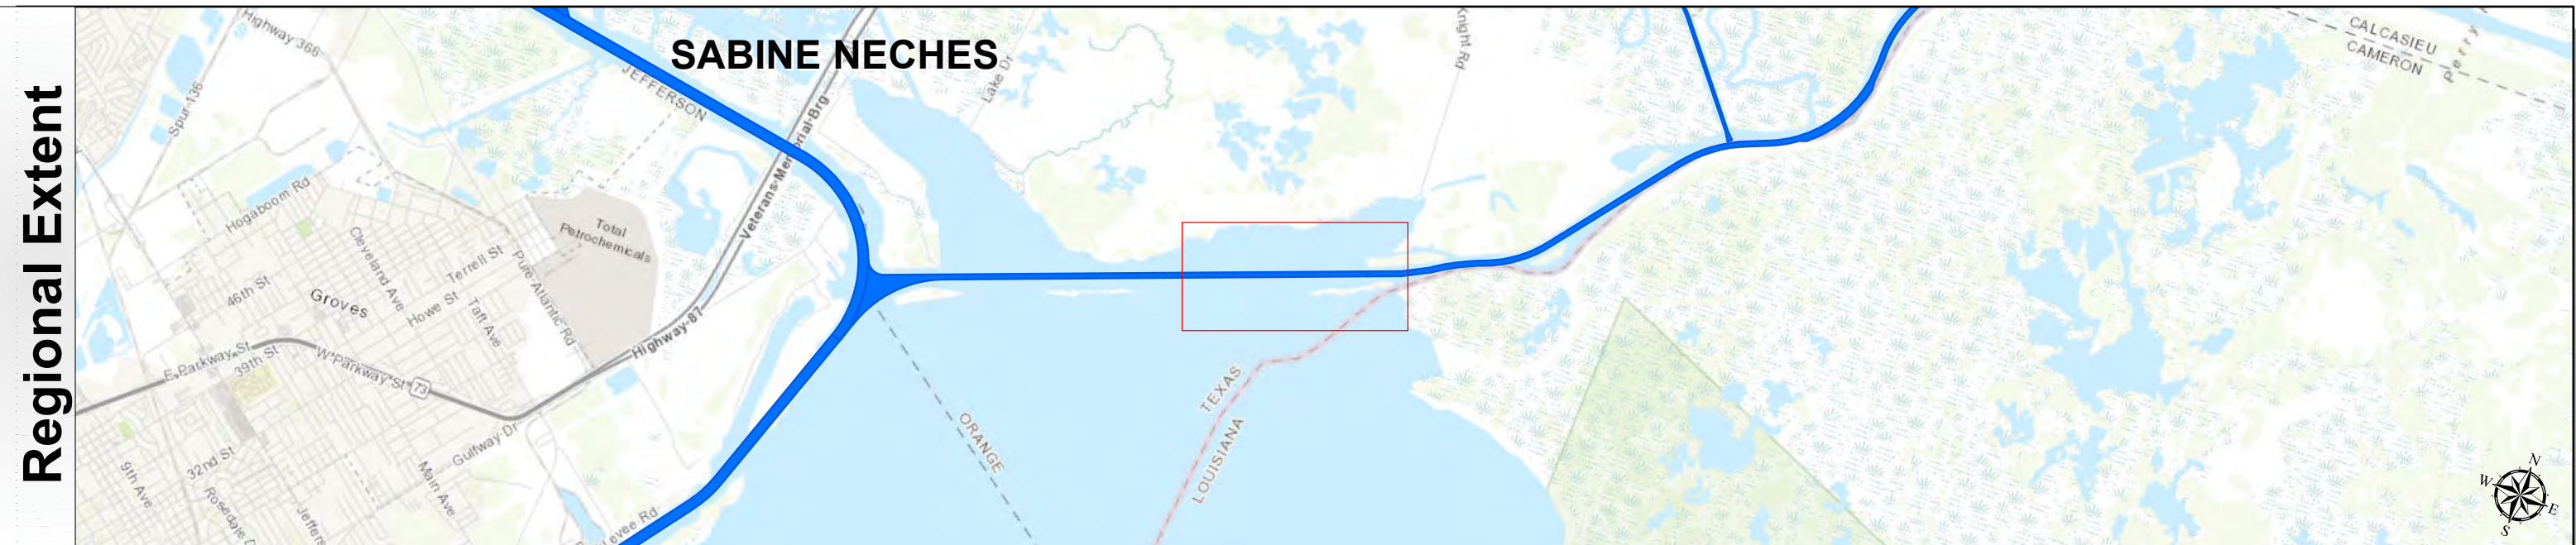 Regional Extent
SABINE NECHES
Highway 366
Spur 136
JEFFERSON
Lake Dr
Knight Rd
CALCASIEU
CAMERON
Perry
Veterans Memorial Brg
Hogaboom Rd
Total
Petrochemicals
Cleveland Ave
Terrell St
Pure Atlantic Rd
46th St
Groves
Howe St
Taft Ave
Highway 87
E Parkway St
39th St
W Parkway St
73
Gulfway Dr
9th Ave
32nd St
Main Ave
Rosedale
Jeffers
Levee Rd
ORANGE
TEXAS
LOUISIANA
N
W
E
S